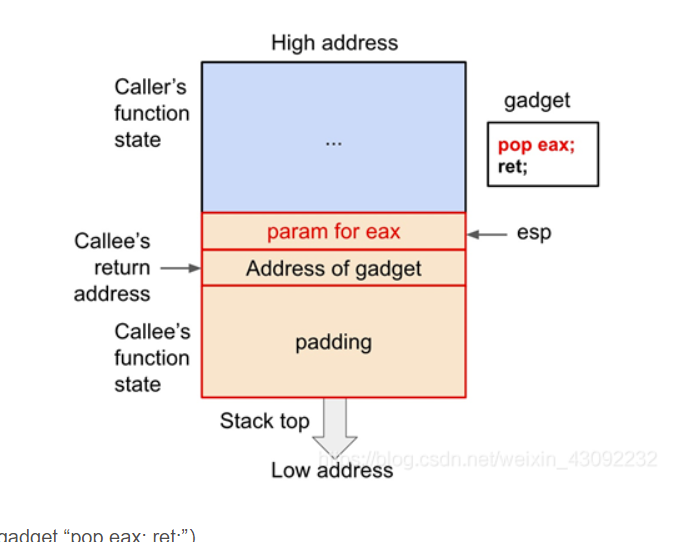 High address
Caller's
function
state
...
gadget
pop eax;
ret;
param for eax
esp
Callee's
return
address
Address of gadget
Callee's
function
state
padding
Stack top
https://blog.csdn.net/weixin_43092232
Low address
gadget “pop eax; ret;”)